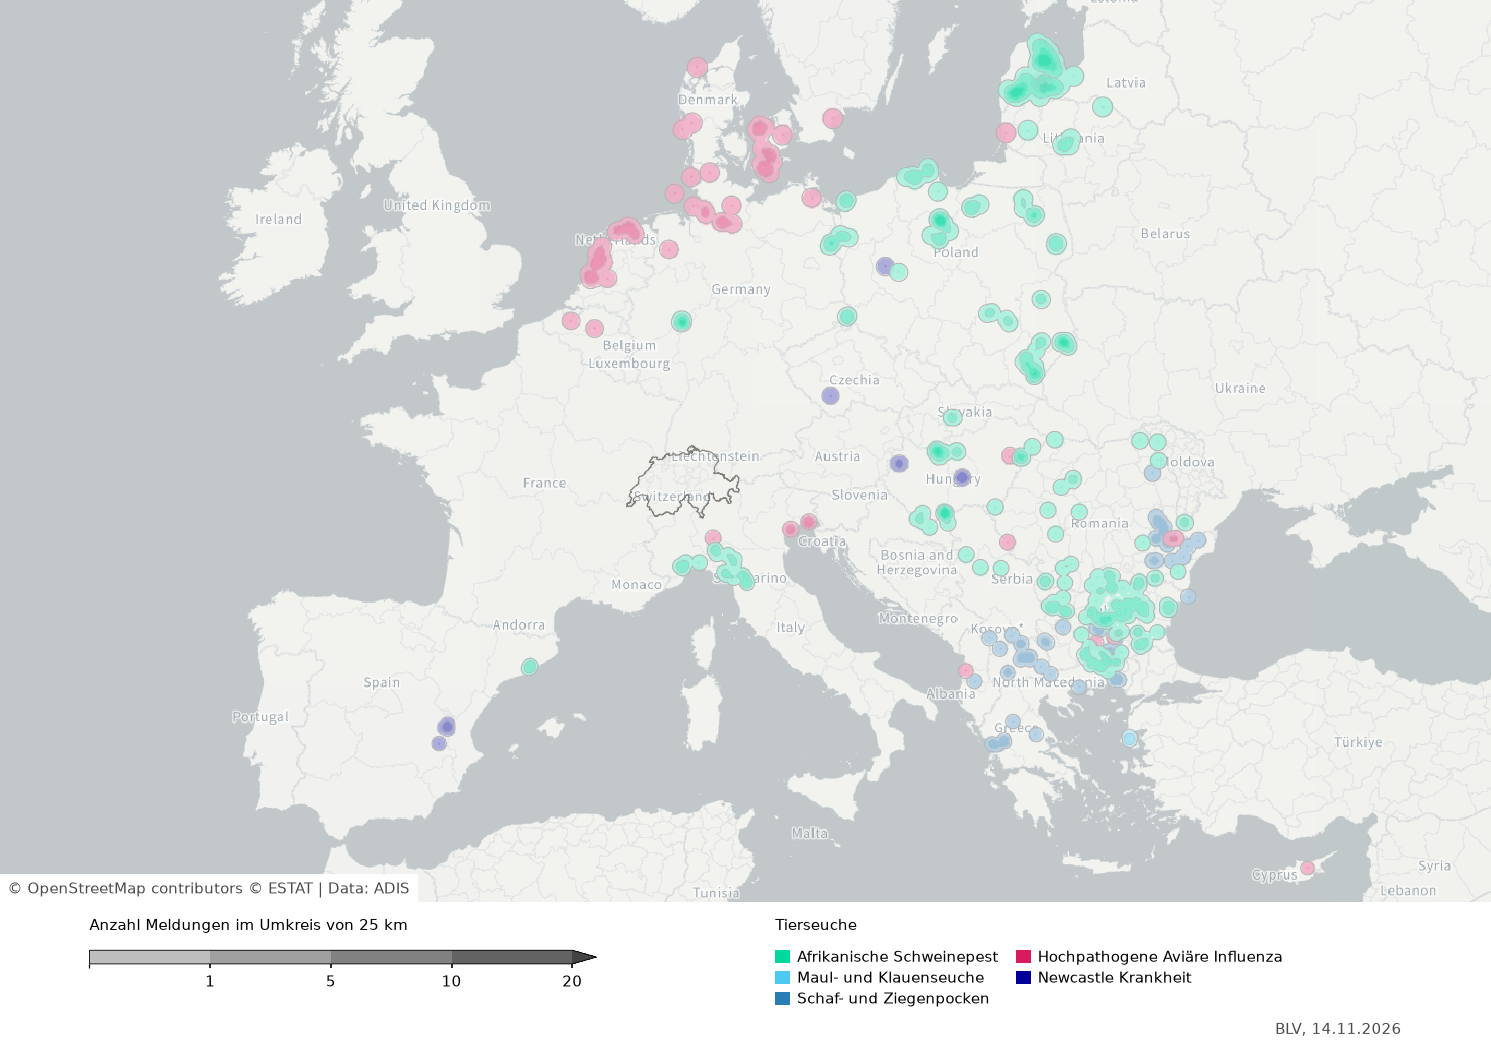 Estonia
Latvia
Denmark
Lithuania
United Kingdom
Ireland
Belarus
Netherlands
Poland
Germany
Belgium
Luxembourg
Czechia
Ukraine
Slovakia
Liechtenstein
Austria
Moldova
France
Hungary
Switzerland
Slovenia
Romania
Croatia
Bosnia and
Herzegovina
San Marino
Serbia
Monaco
Montenegro
Andorra
Italy
Kosovo*
Spain
North Macedonia
Albania
Portugal
Greece
Türkiye
Malta
Cyprus
Syria
Lebanon
Tunisia
© OpenStreetMap contributors © ESTAT | Data: ADIS
Anzahl Meldungen im Umkreis von 25 km
1 5 10 20
Tierseuche
Afrikanische Schweinepest
Hochpathogene Aviäre Influenza
Maul- und Klauenseuche
Newcastle Krankheit
Schaf- und Ziegenpocken
BLV, 14.11.2026